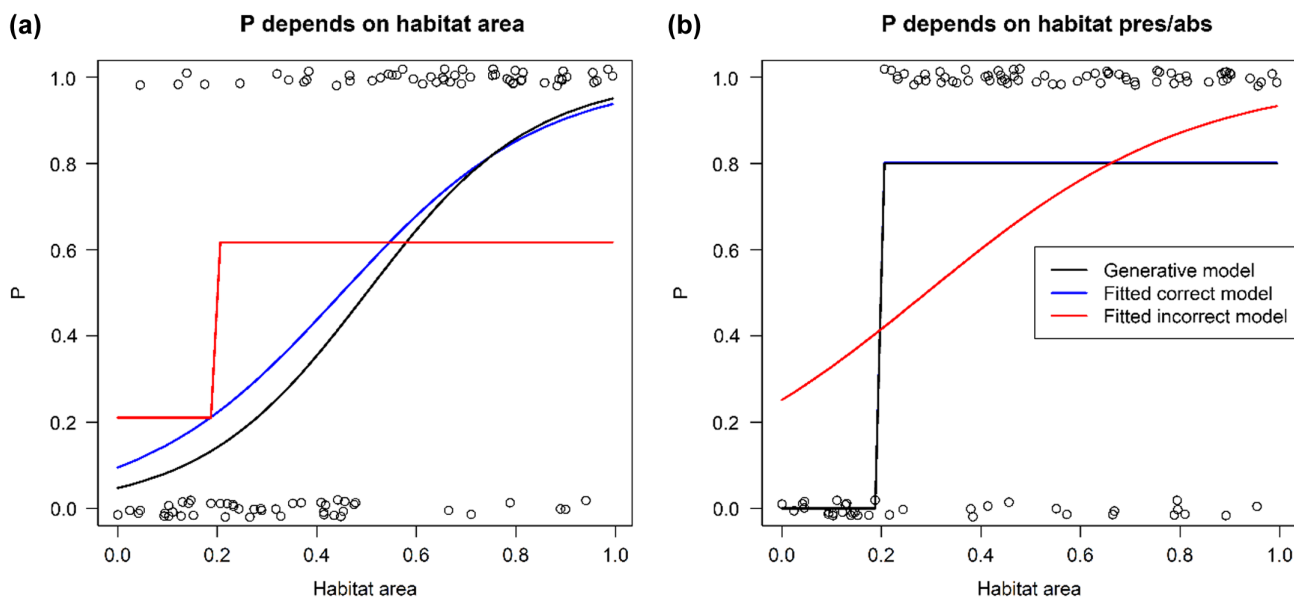 (a)
P depends on habitat area
1.0
0.8
0.6
0.4
0.2
0.0
P
0.0 0.2 0.4 0.6 0.8 1.0
Habitat area
(b)
P depends on habitat pres/abs
1.0
0.8
0.6
0.4
0.2
0.0
P
Generative model
Fitted correct model
Fitted incorrect model
0.0 0.2 0.4 0.6 0.8 1.0
Habitat area